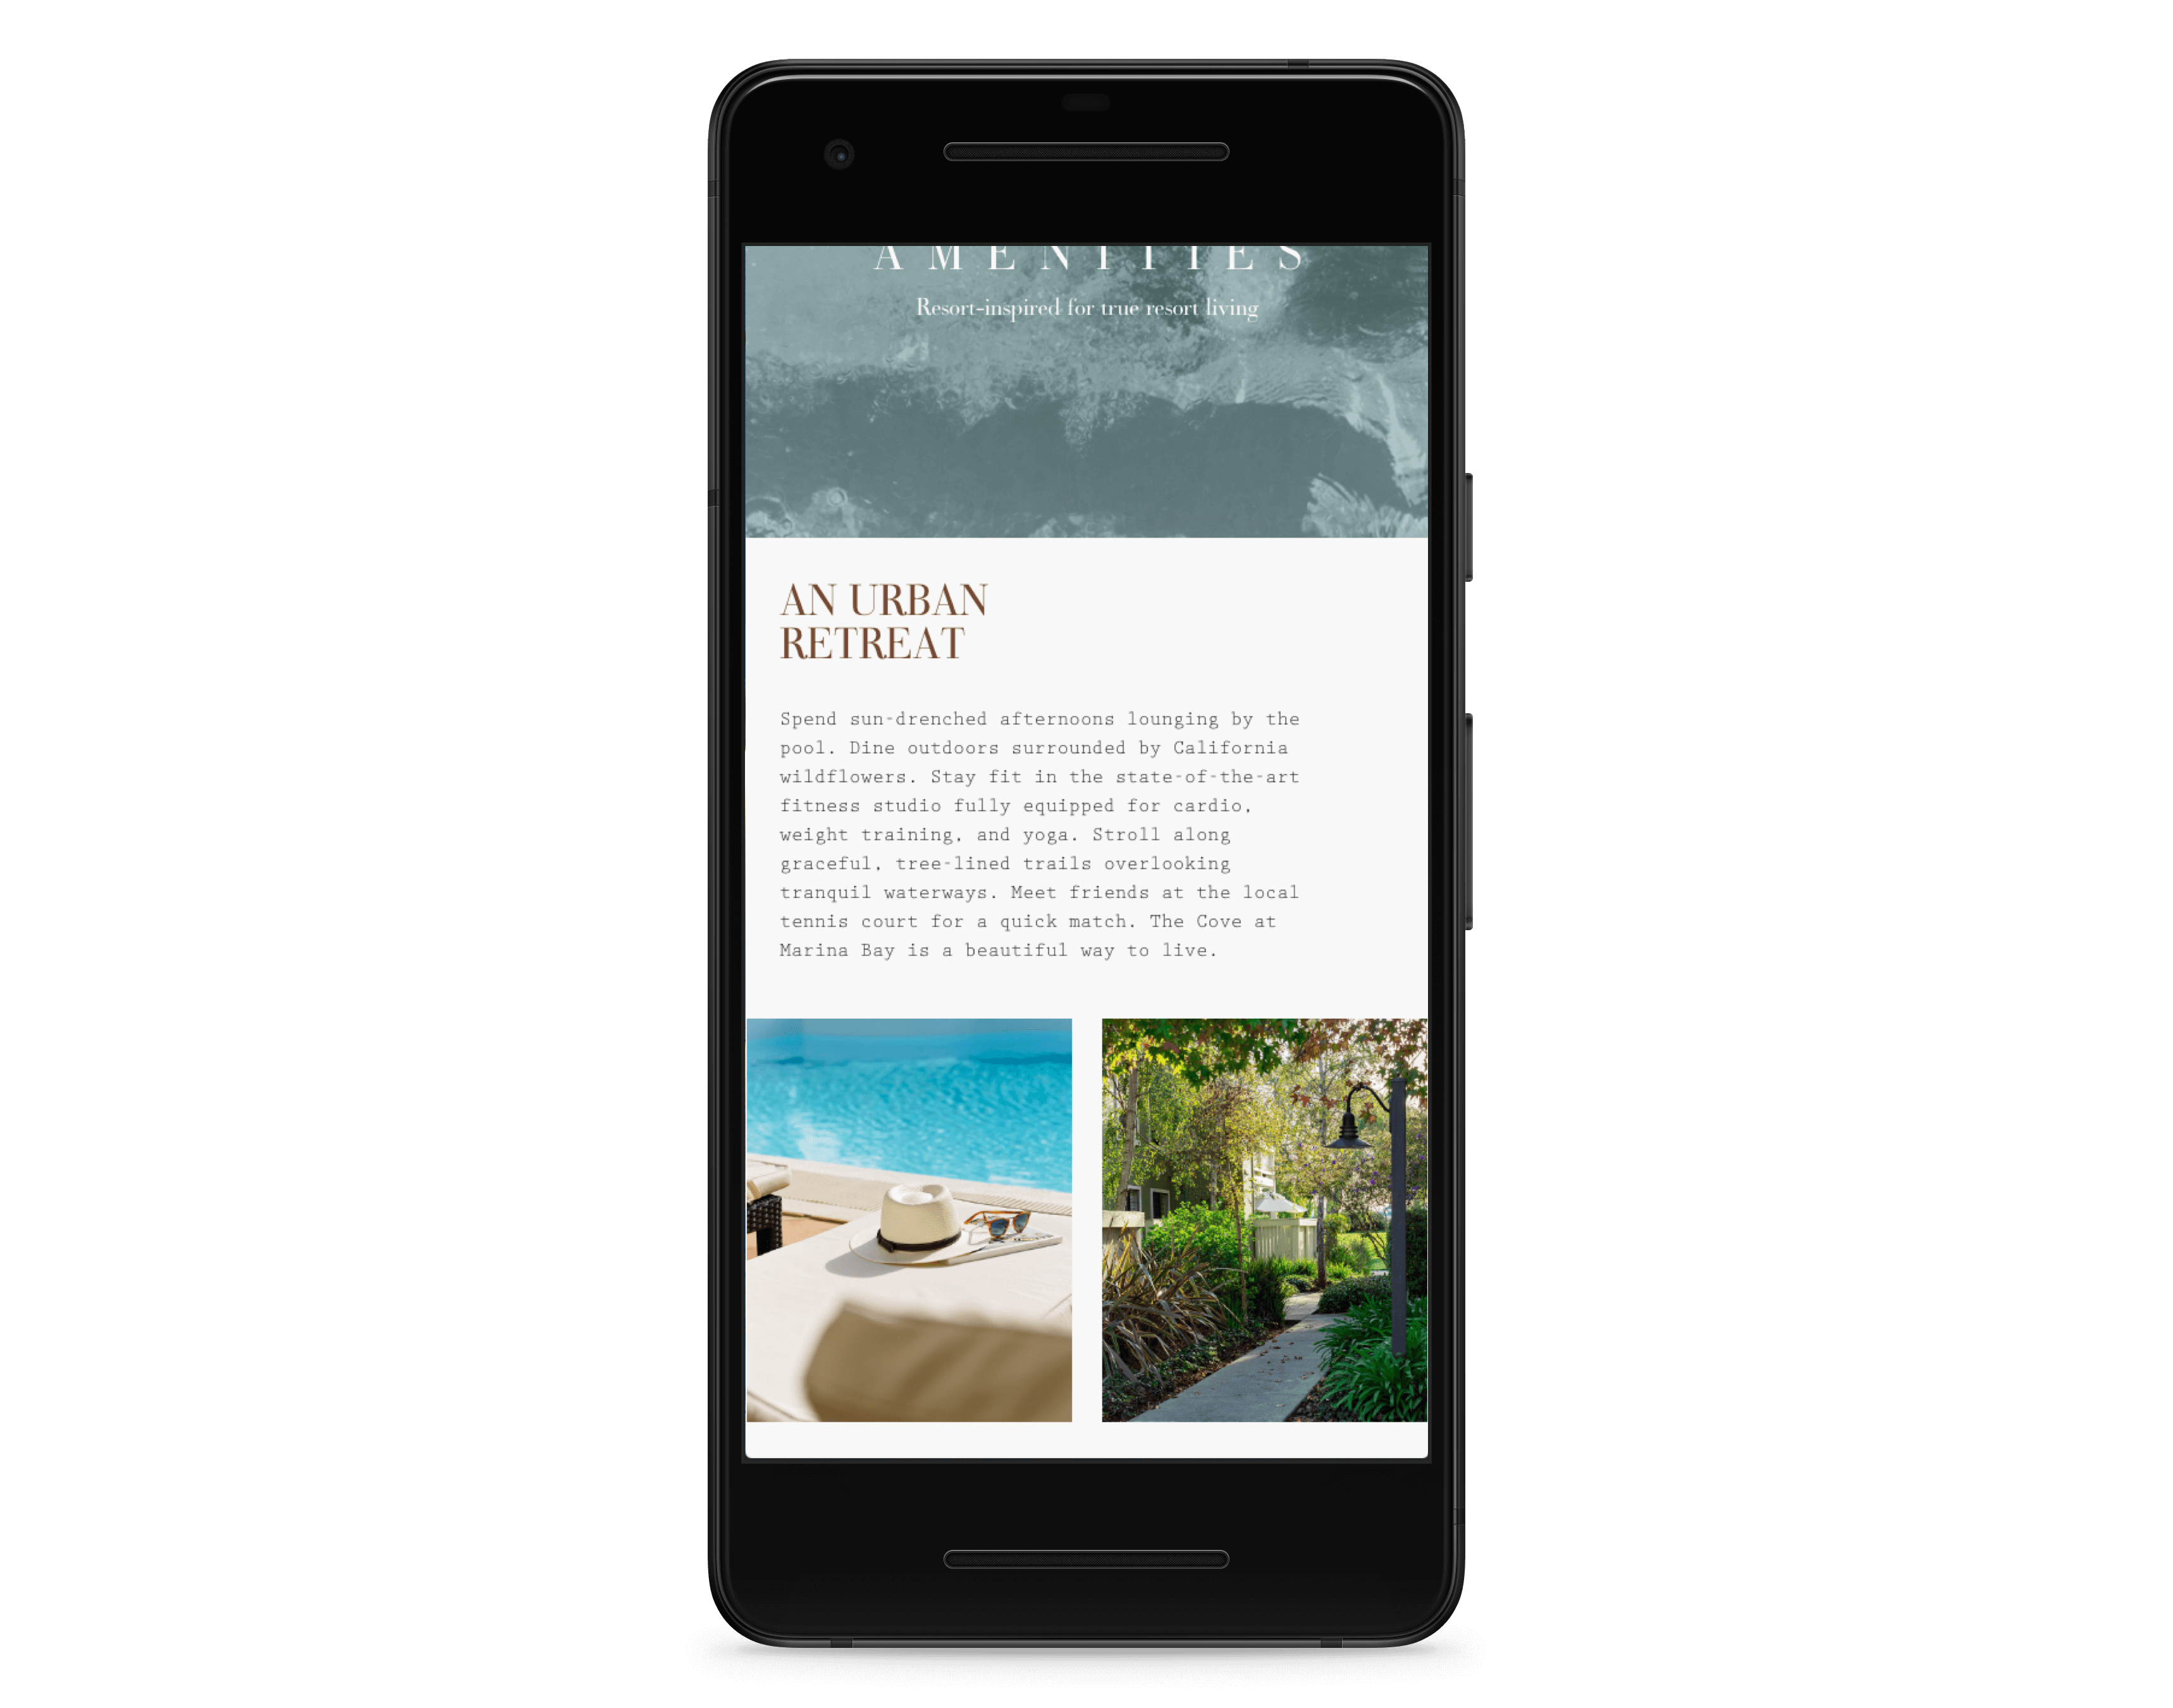 AMENITIES
Resort-inspired for true resort living
AN URBAN
RETREAT
Spend sun-drenched afternoons lounging by the
pool. Dine outdoors surrounded by California
wildflowers. Stay fit in the state-of-the-art
fitness studio fully equipped for cardio,
weight training, and yoga. Stroll along
graceful, tree-lined trails overlooking
tranquil waterways. Meet friends at the local
tennis court for a quick match. The Cove at
Marina Bay is a beautiful way to live.